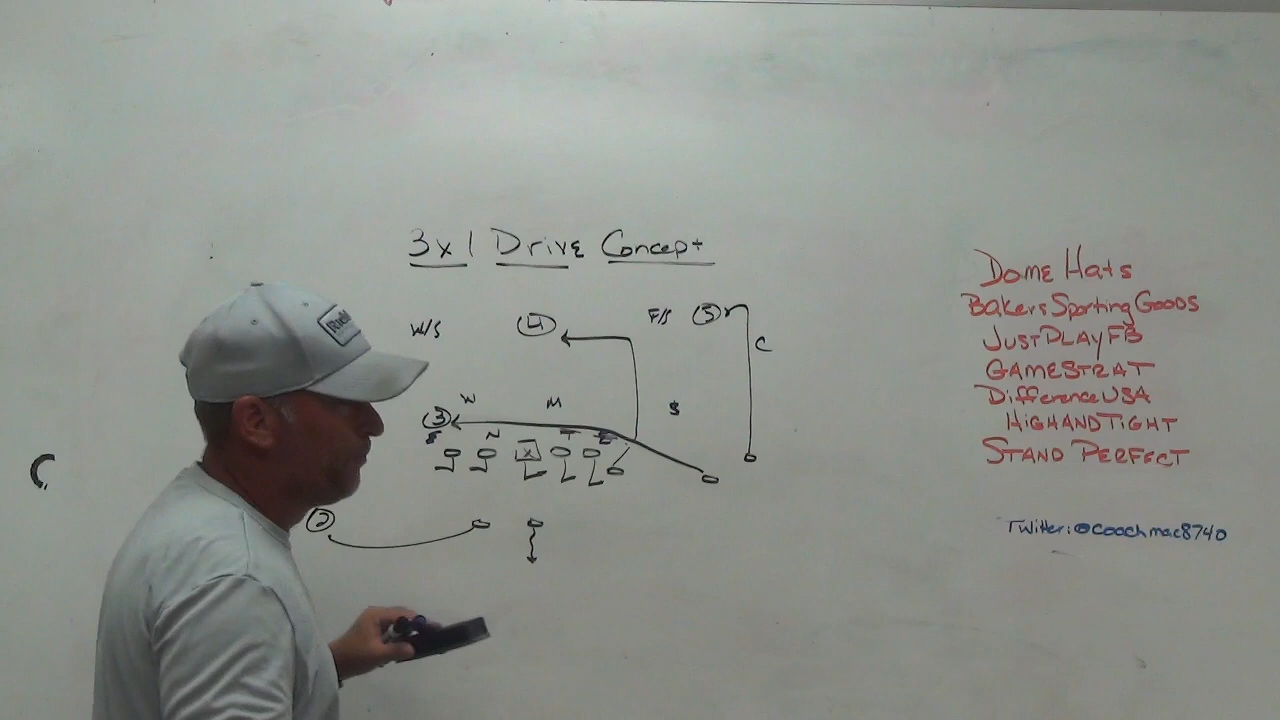 3x1 Drive Concept
W/S
4
F/S
5
C
W
M
$
3
E
N
T
E
X
2
C
Dome Hats
Bakers Sporting Goods
JUSTPLAYFB
GAMESTRAT
DifferenceUSA
HIGHANDTIGHT
STAND PERFECT
Twitter:@coachmac8740